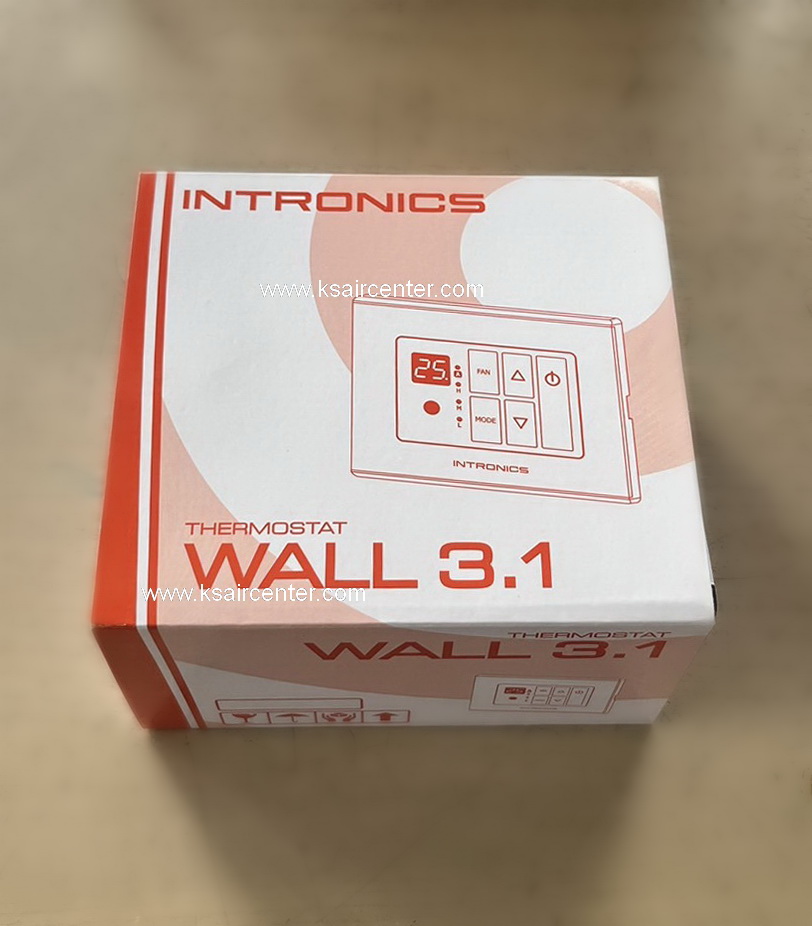 INTRONICS
www.ksaircenter.com
25.
FAN
A
H
M
MODE
L
INTRONICS
THERMOSTAT
WALL 3.1
www.ksaircenter.com
THERMOSTAT
WALL 3.1
25